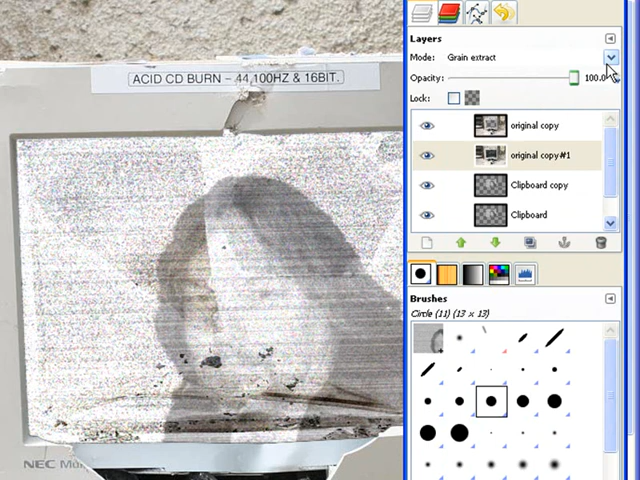 Layers
Mode: Grain extract
Opacity: 100.0
Lock:
ACID CD BURN - 44,100HZ & 16BIT.
original copy
original copy#1
Clipboard copy
Clipboard
Brushes
Circle (11) (13 x 13)
NEC